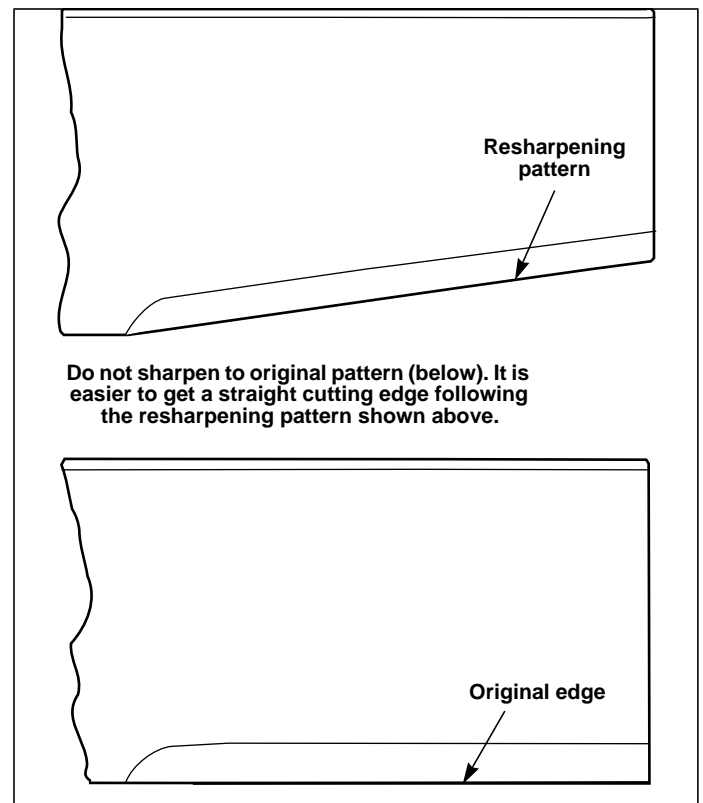 Resharpening
pattern
Do not sharpen to original pattern (below). It is
easier to get a straight cutting edge following
the resharpening pattern shown above.
Original edge